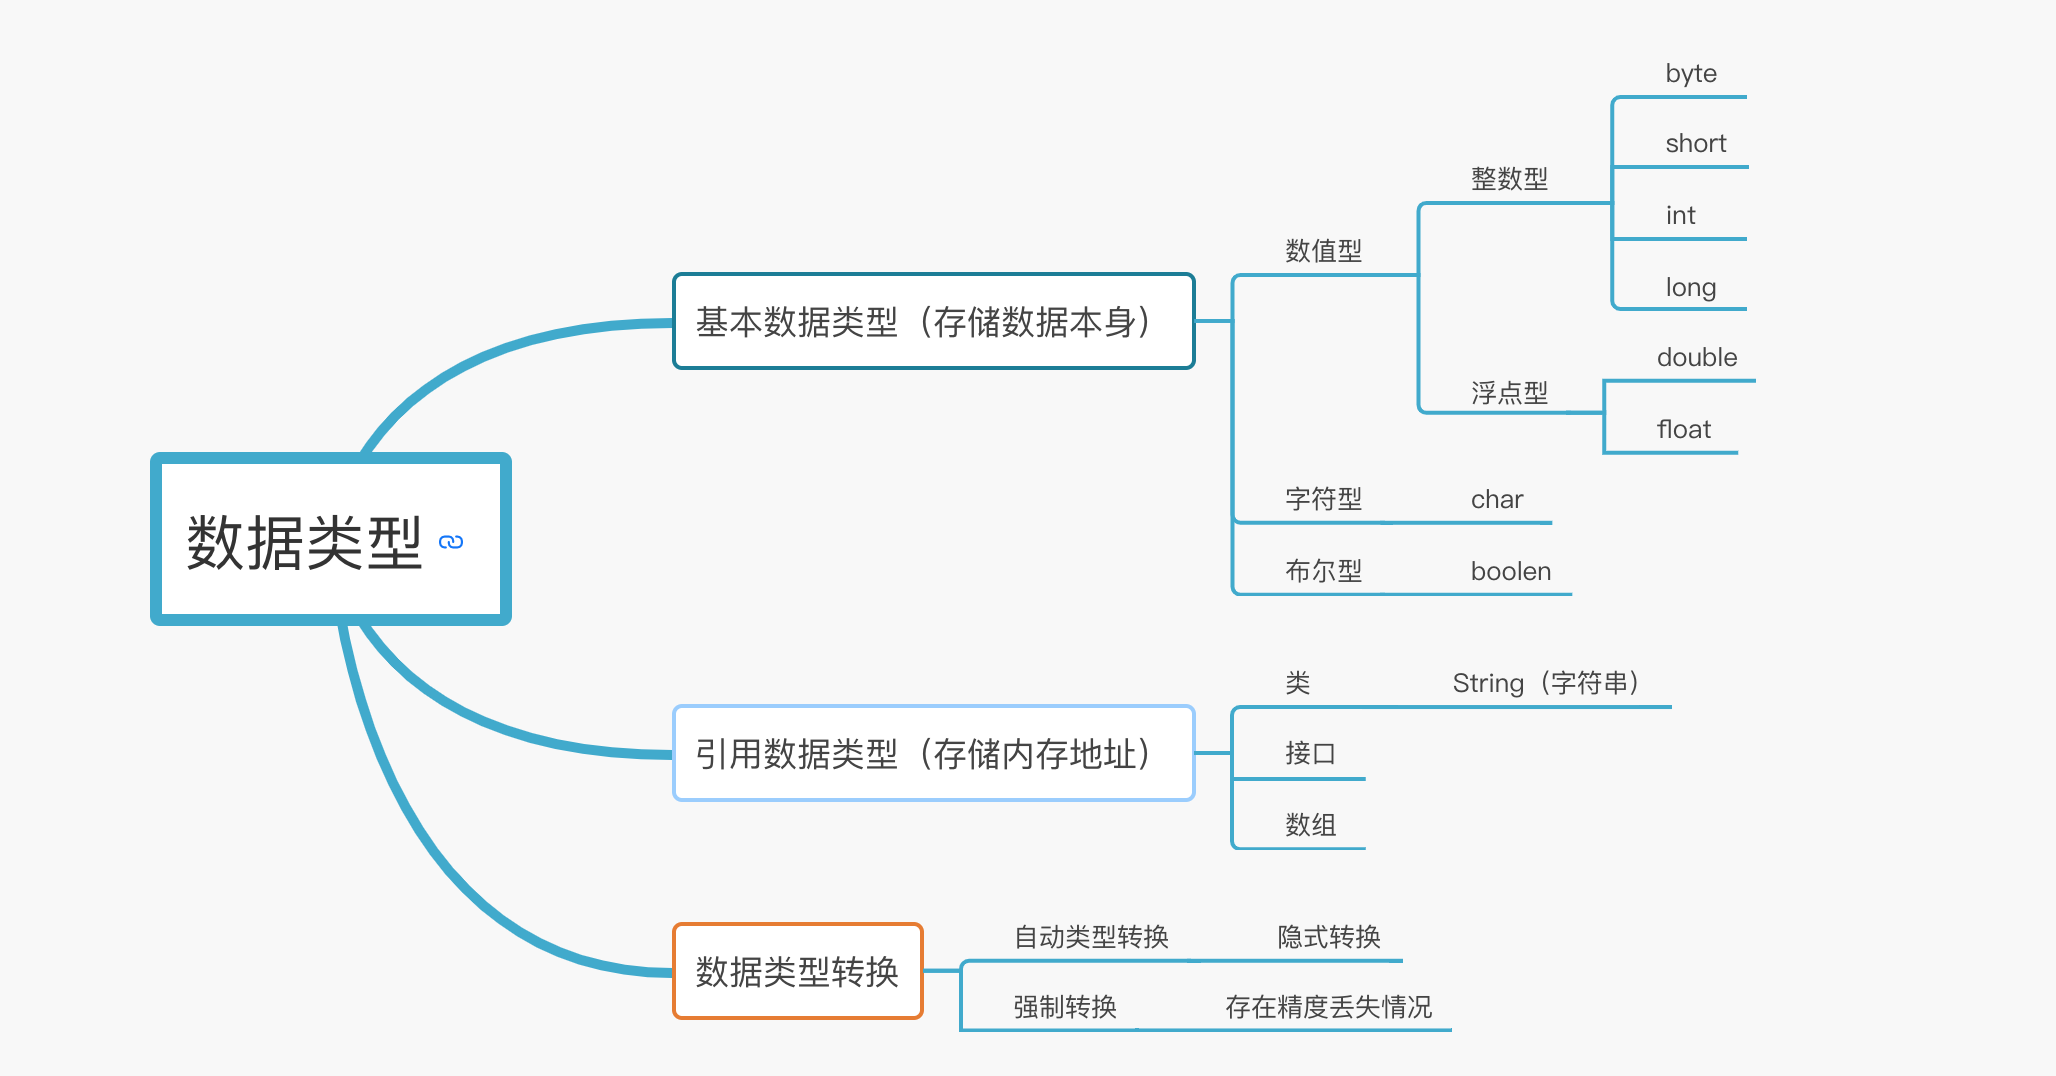 数据类型
基本数据类型（存储数据本身）
数值型
整数型
byte
short
int
long
浮点型
double
float
字符型
char
布尔型
boolen
引用数据类型（存储内存地址）
类
String（字符串）
接口
数组
数据类型转换
自动类型转换
隐式转换
强制转换
存在精度丢失情况